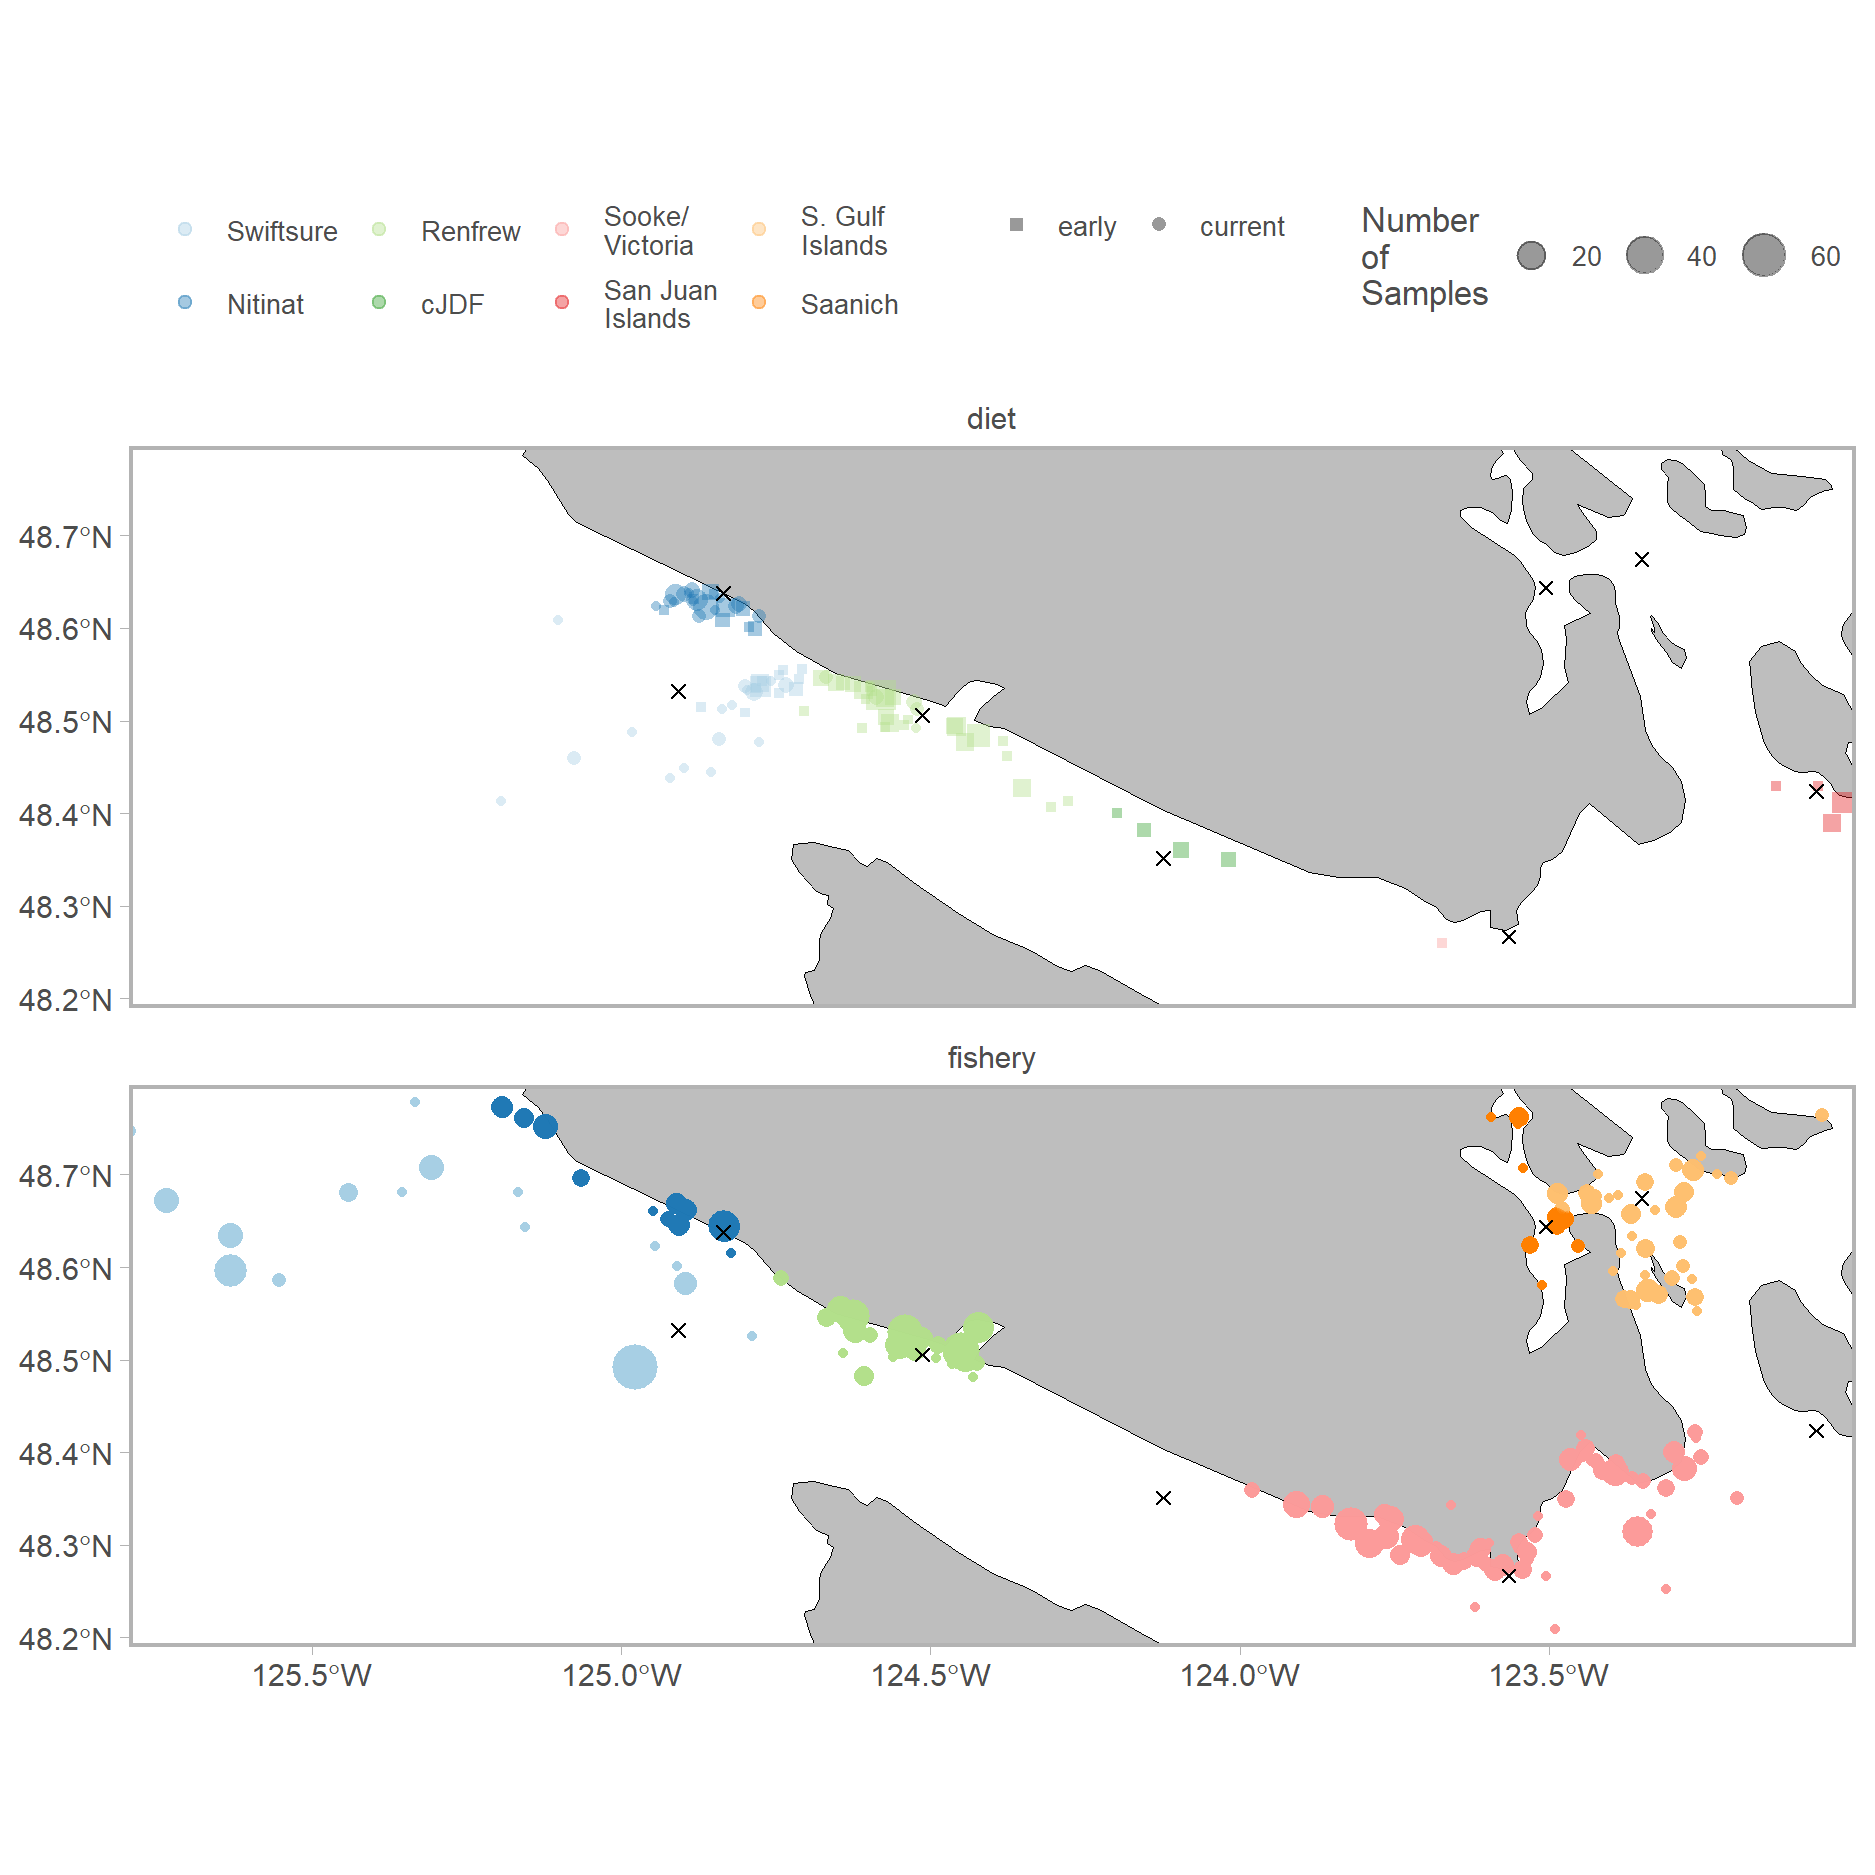 Swiftsure
Renfrew
Sooke/
Victoria
S. Gulf
Islands
early
current
Nitinat
cJDF
San Juan
Islands
Saanich
Number
of
Samples
20
40
60
diet
48.7°N
48.6°N
48.5°N
48.4°N
48.3°N
48.2°N
fishery
48.7°N
48.6°N
48.5°N
48.4°N
48.3°N
48.2°N
125.5°W
125.0°W
124.5°W
124.0°W
123.5°W